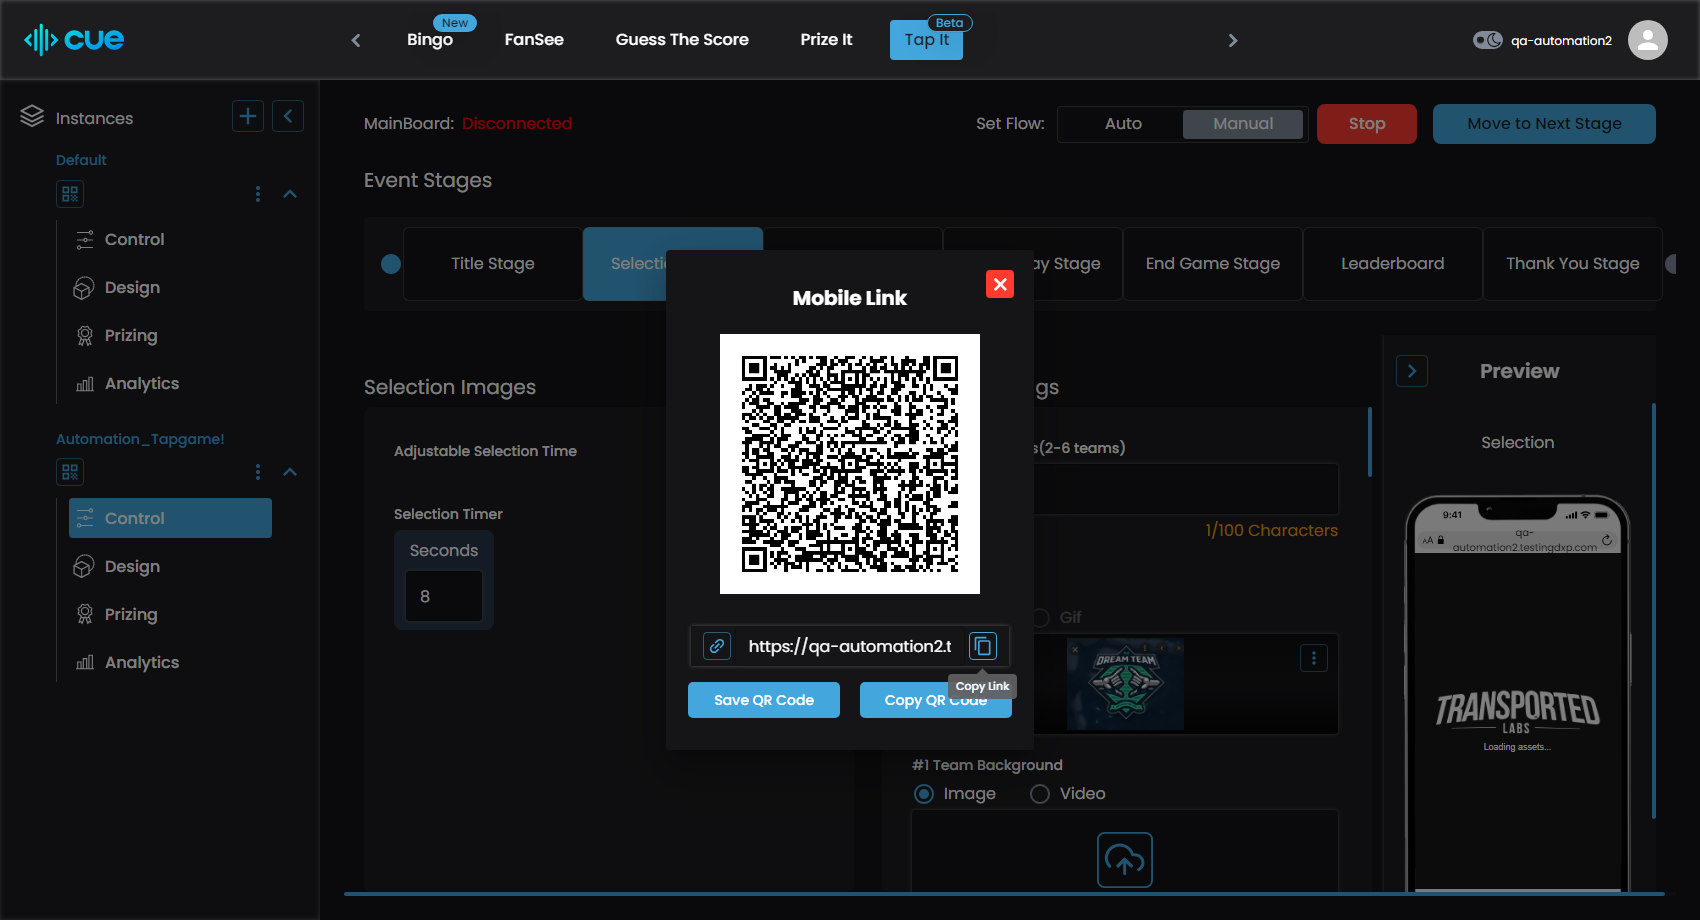 cue
New
Bingo
FanSee
Guess The Score
Prize It
Beta
Tap It
qa-automation2
Instances
Default
Control
Design
Prizing
Analytics
Automation_Tapgame!
Control
Design
Prizing
Analytics
MainBoard: Disconnected
Set Flow:
Auto
Manual
Stop
Move to Next Stage
Event Stages
Title Stage
Selecti
ay Stage
End Game Stage
Leaderboard
Thank You Stage
Mobile Link
https://qa-automation2.t
Copy Link
Save QR Code
Copy QR Code
Selection Images
Adjustable Selection Time
Selection Timer
Seconds
8
gs
s(2-6 teams)
1/100 Characters
Gif
DREAM TEAM
#1 Team Background
Image
Video
Preview
Selection
9:41
AA
qa-
automation2.testingdxp.com
TRANSPORTED
LABS
Loading assets...